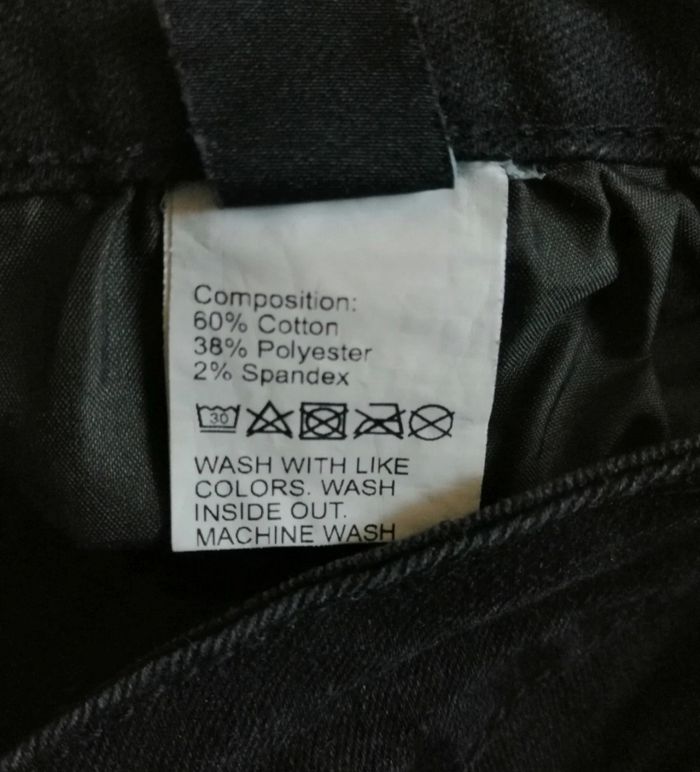 Composition:
60% Cotton
38% Polyester
2% Spandex
30
WASH WITH LIKE
COLORS. WASH
INSIDE OUT.
MACHINE WASH